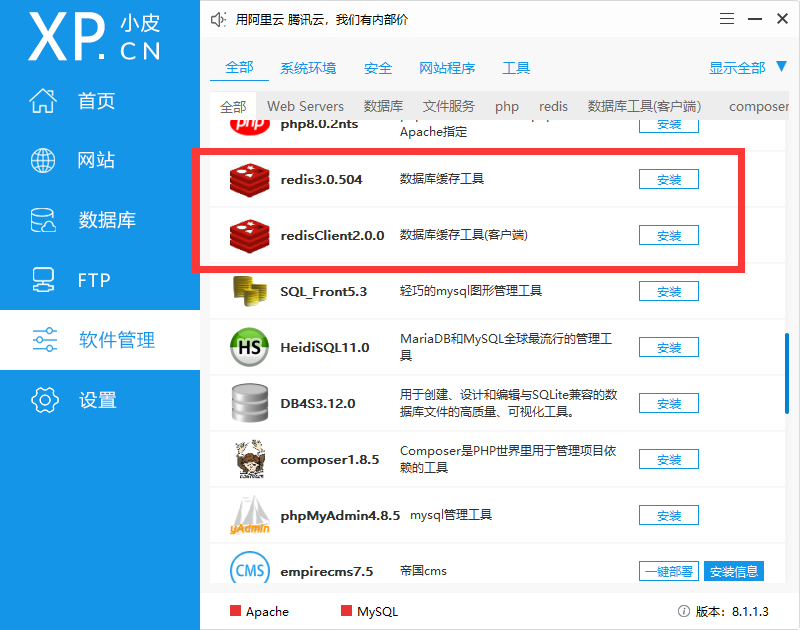 XP.CN 小皮
用阿里云 腾讯云，我们有内部价
首页
网站
数据库
FTP
软件管理
设置
全部 系统环境 安全 网站程序 工具 显示全部
全部 Web Servers 数据库 文件服务 php redis 数据库工具(客户端) composer
php php8.0.2nts Apache指定 安装
redis3.0.504 数据库缓存工具 安装
redisClient2.0.0 数据库缓存工具(客户端) 安装
SQL_Front5.3 轻巧的mysql图形管理工具 安装
HS HeidiSQL11.0 MariaDB和MySQL全球最流行的管理工
具 安装
DB4S3.12.0 用于创建、设计和编辑与SQLite兼容的数
据库文件的高质量、可视化工具。 安装
composer1.8.5 Composer是PHP世界里用于管理项目依
赖的工具 安装
yAdmin phpMyAdmin4.8.5 mysql管理工具 安装
CMS empirecms7.5 帝国cms 一键部署 安装信息
Apache MySQL 版本：8.1.1.3